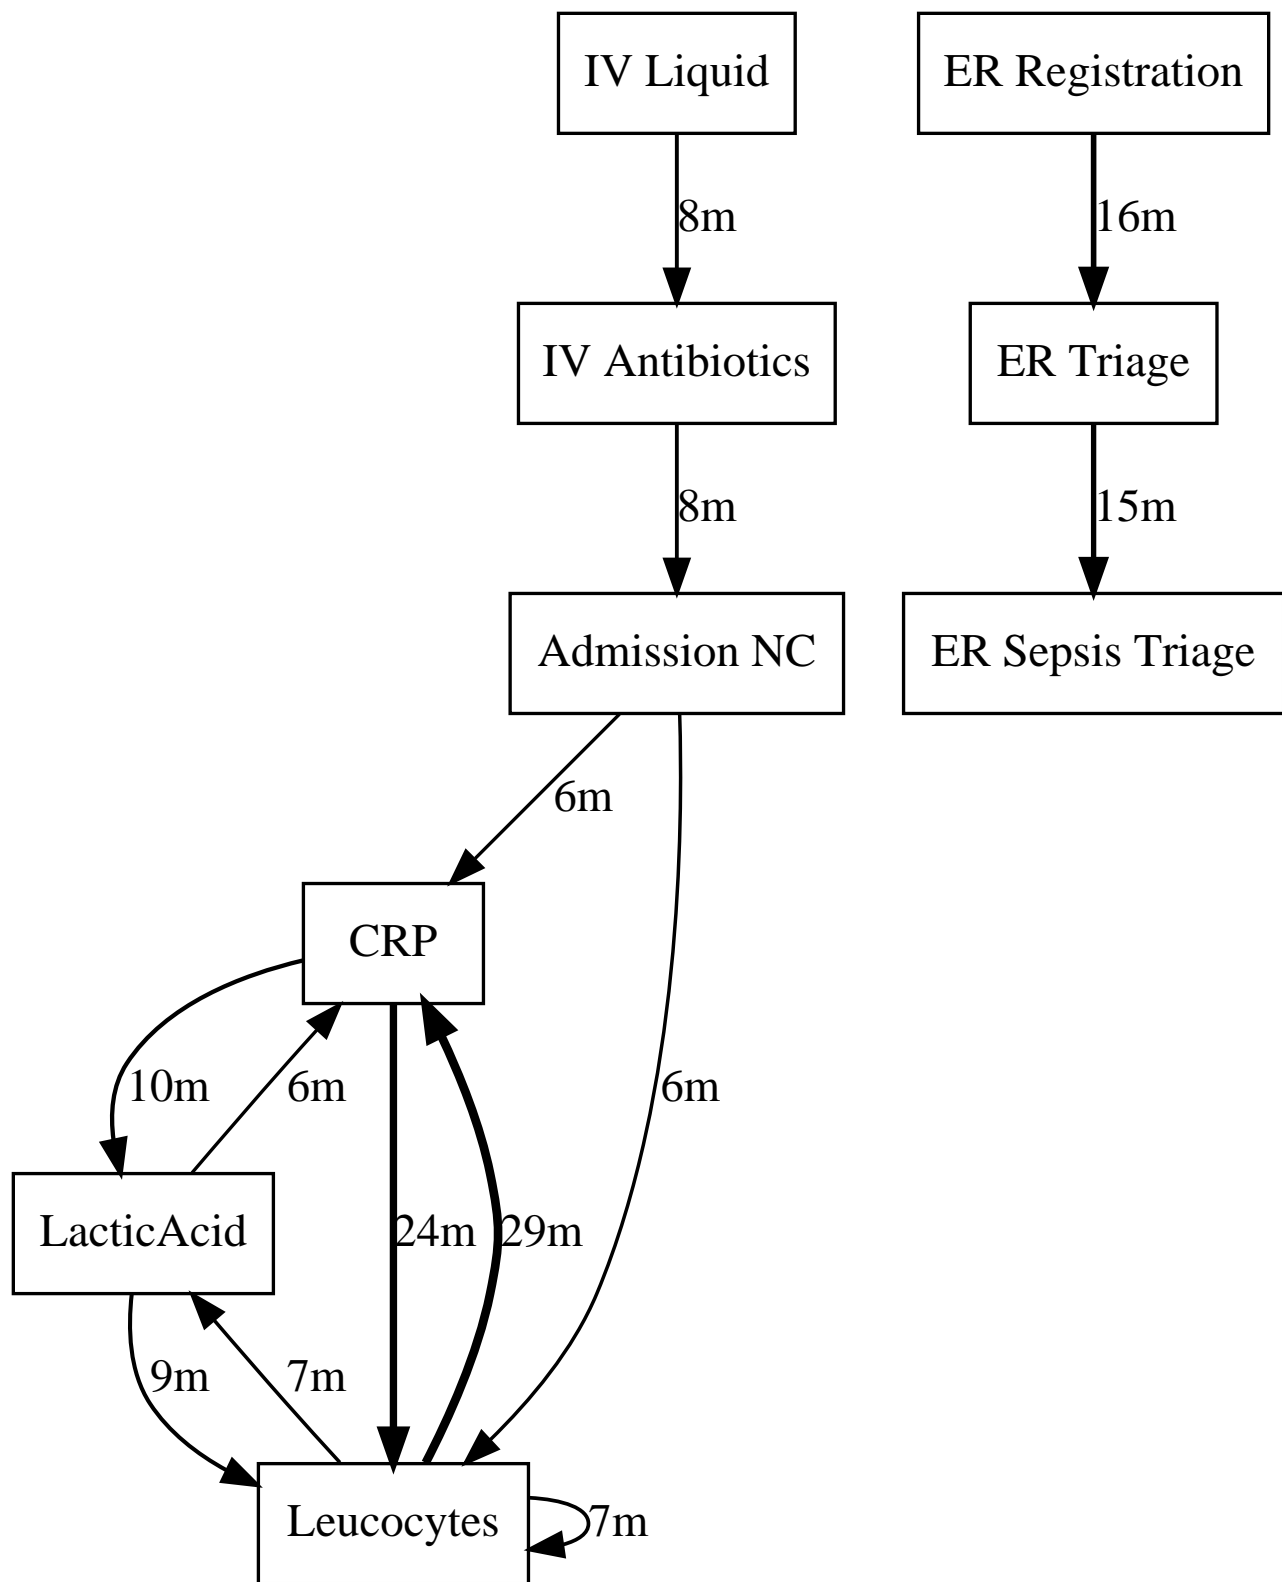 IV Liquid
ER Registration
8m
16m
IV Antibiotics
ER Triage
8m
15m
Admission NC
ER Sepsis Triage
6m
CRP
10m
6m
6m
LacticAcid
24m
29m
9m
7m
Leucocytes
7m